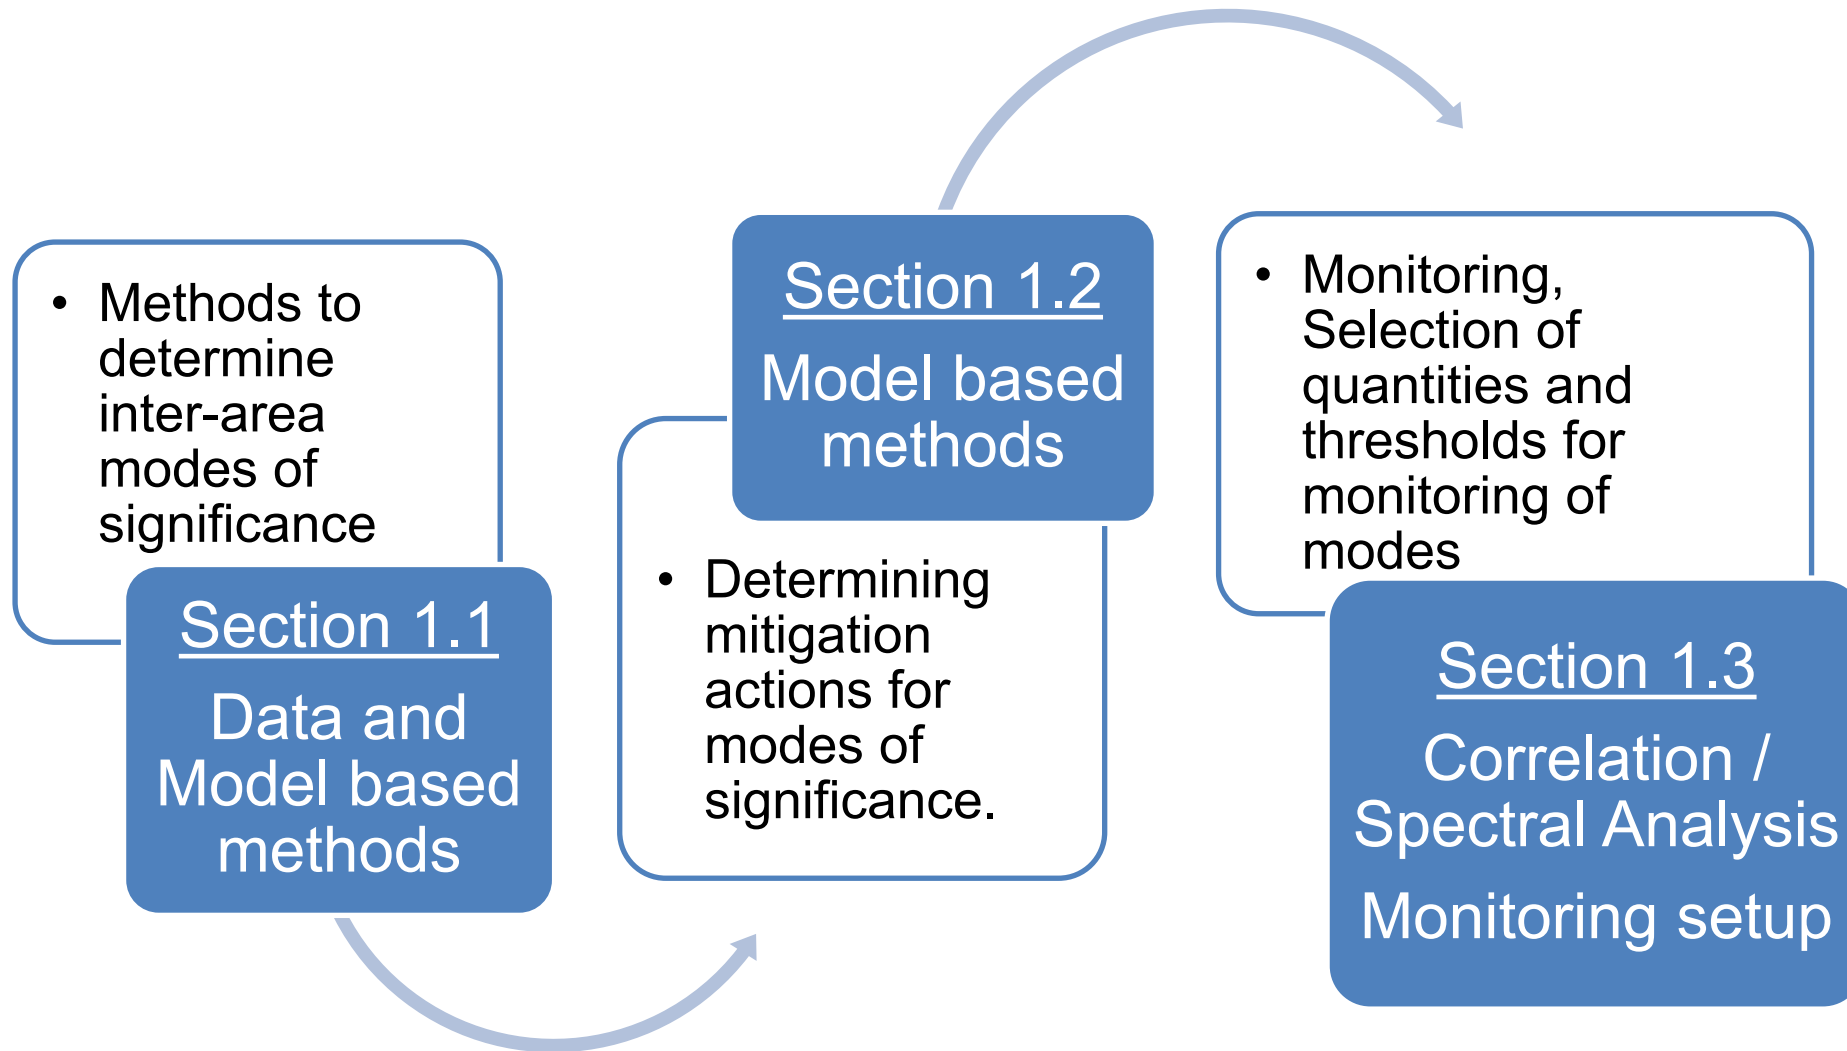 • Methods to
determine
inter-area
modes of
significance
Section 1.1
Data and
Model based
methods
Section 1.2
Model based
methods
• Determining
mitigation
actions for
modes of
significance.
• Monitoring,
Selection of
quantities and
thresholds for
monitoring of
modes
Section 1.3
Correlation /
Spectral Analysis
Monitoring setup